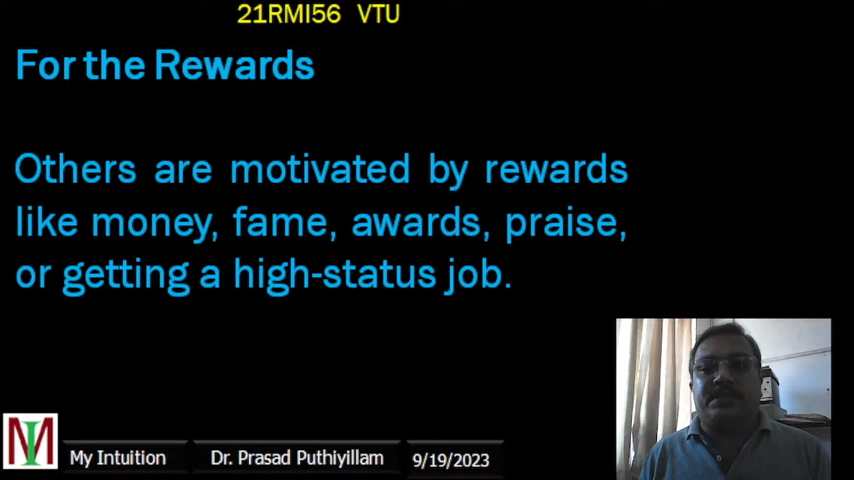 21RMI56 VTU
For the Rewards
Others are motivated by rewards
like money, fame, awards, praise,
or getting a high-status job.
MI
My Intuition
Dr. Prasad Puthiyillam
9/19/2023